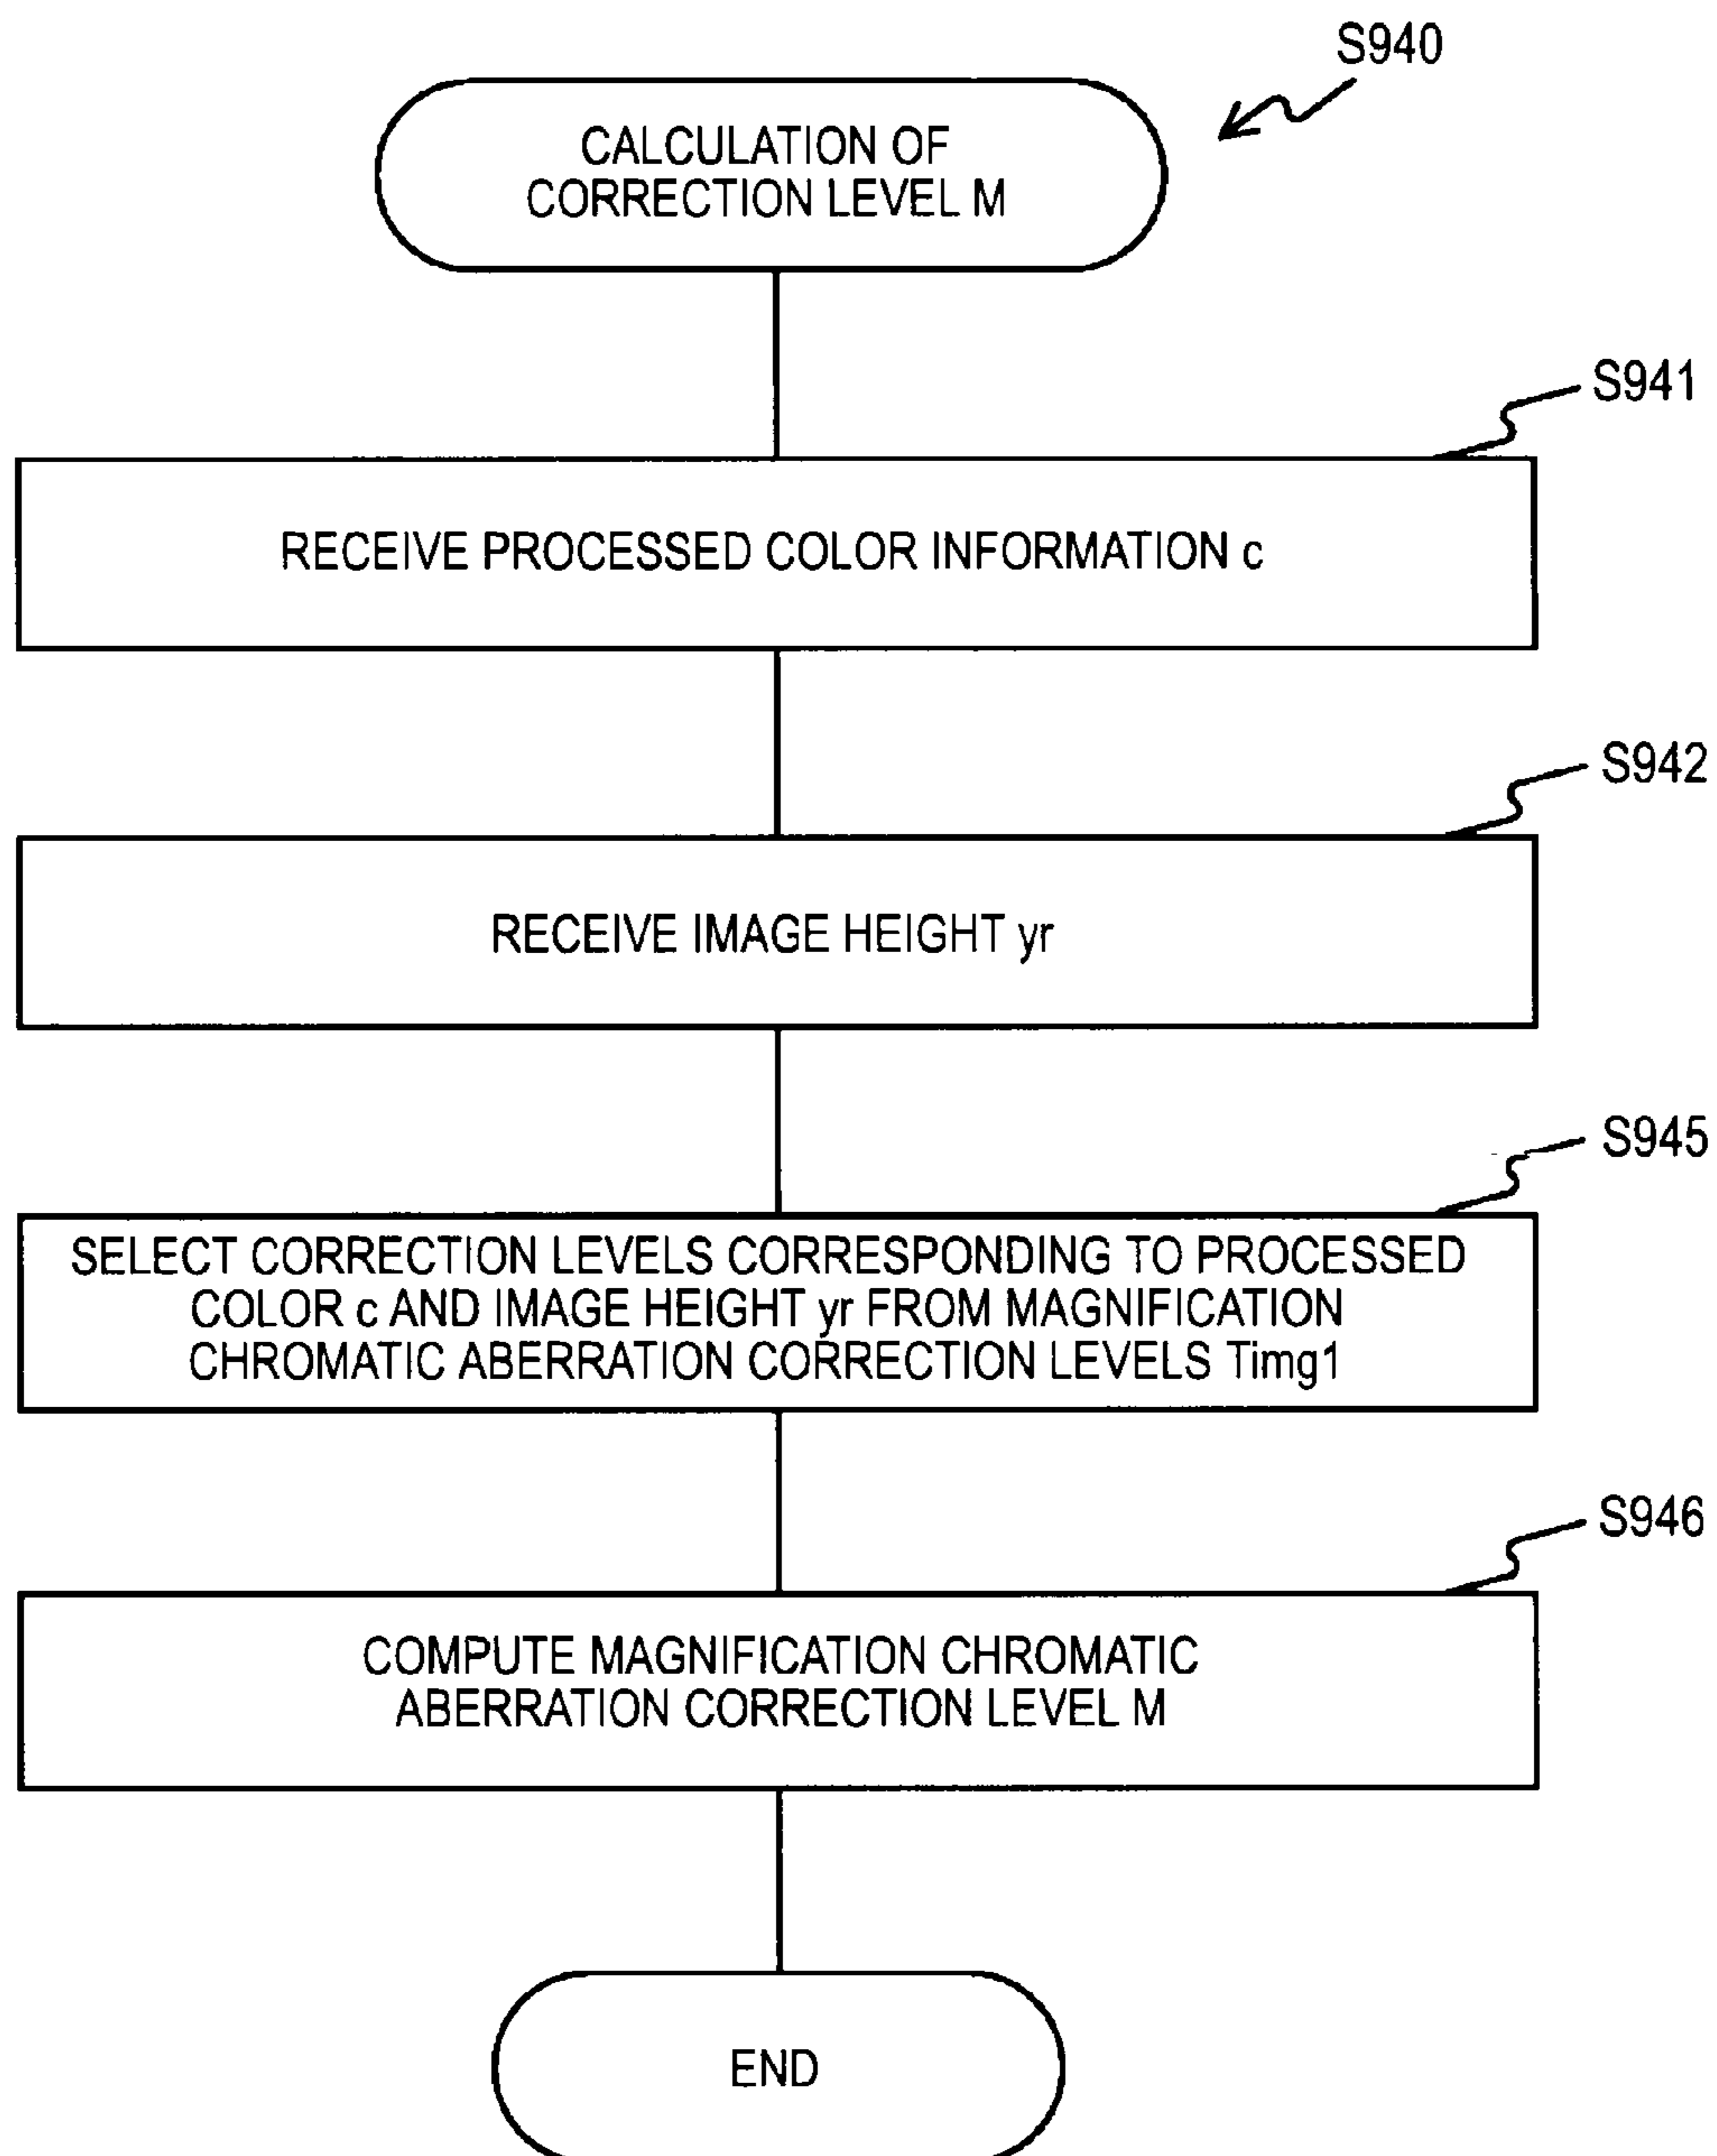 S940
CALCULATION OF
CORRECTION LEVEL M
S941
RECEIVE PROCESSED COLOR INFORMATION c
S942
RECEIVE IMAGE HEIGHT yr
S945
SELECT CORRECTION LEVELS CORRESPONDING TO PROCESSED
COLOR c AND IMAGE HEIGHT yr FROM MAGNIFICATION
CHROMATIC ABERRATION CORRECTION LEVELS Timg1
S946
COMPUTE MAGNIFICATION CHROMATIC
ABERRATION CORRECTION LEVEL M
END